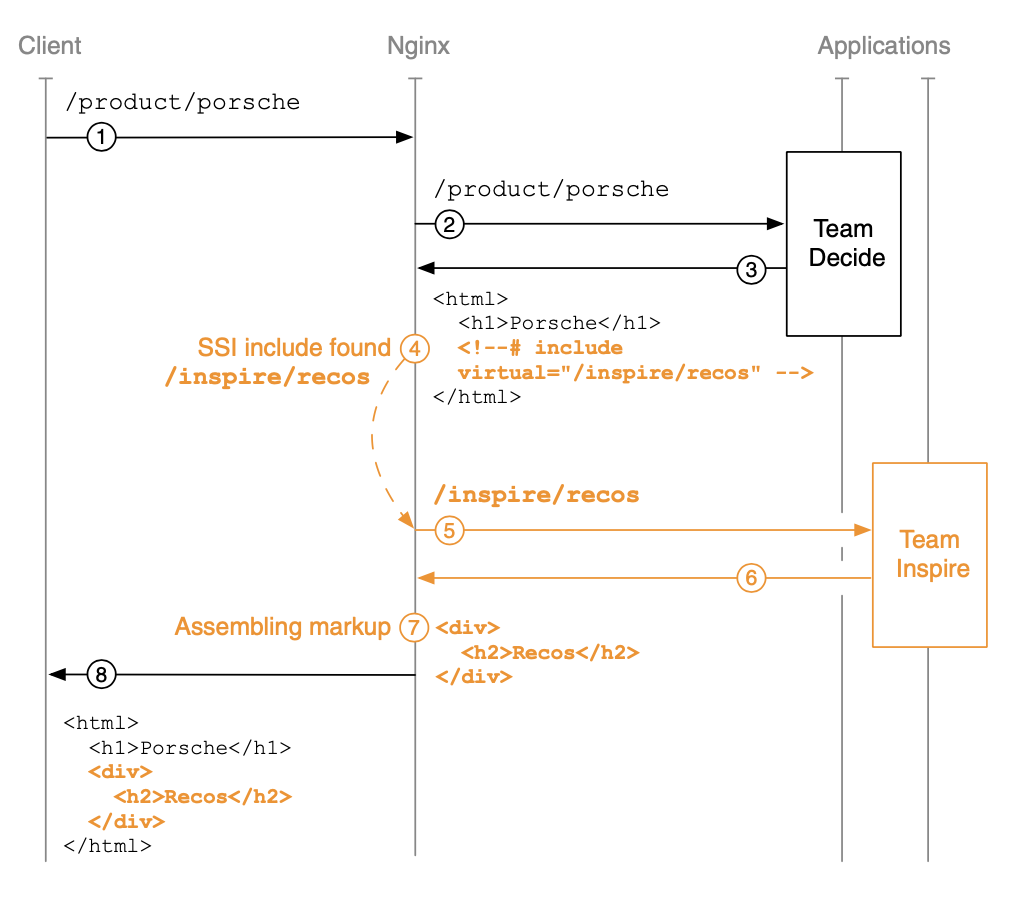 Client
Nginx
Applications
/product/porsche
1
/product/porsche
2
Team
Decide
3
<html>
<h1>Porsche</h1>
<!--# include
virtual="/inspire/recos" -->
</html>
SSI include found
/inspire/recos
4
/inspire/recos
5
Team
Inspire
6
Assembling markup
7
<div>
<h2>Recos</h2>
</div>
8
<html>
<h1>Porsche</h1>
<div>
<h2>Recos</h2>
</div>
</html>